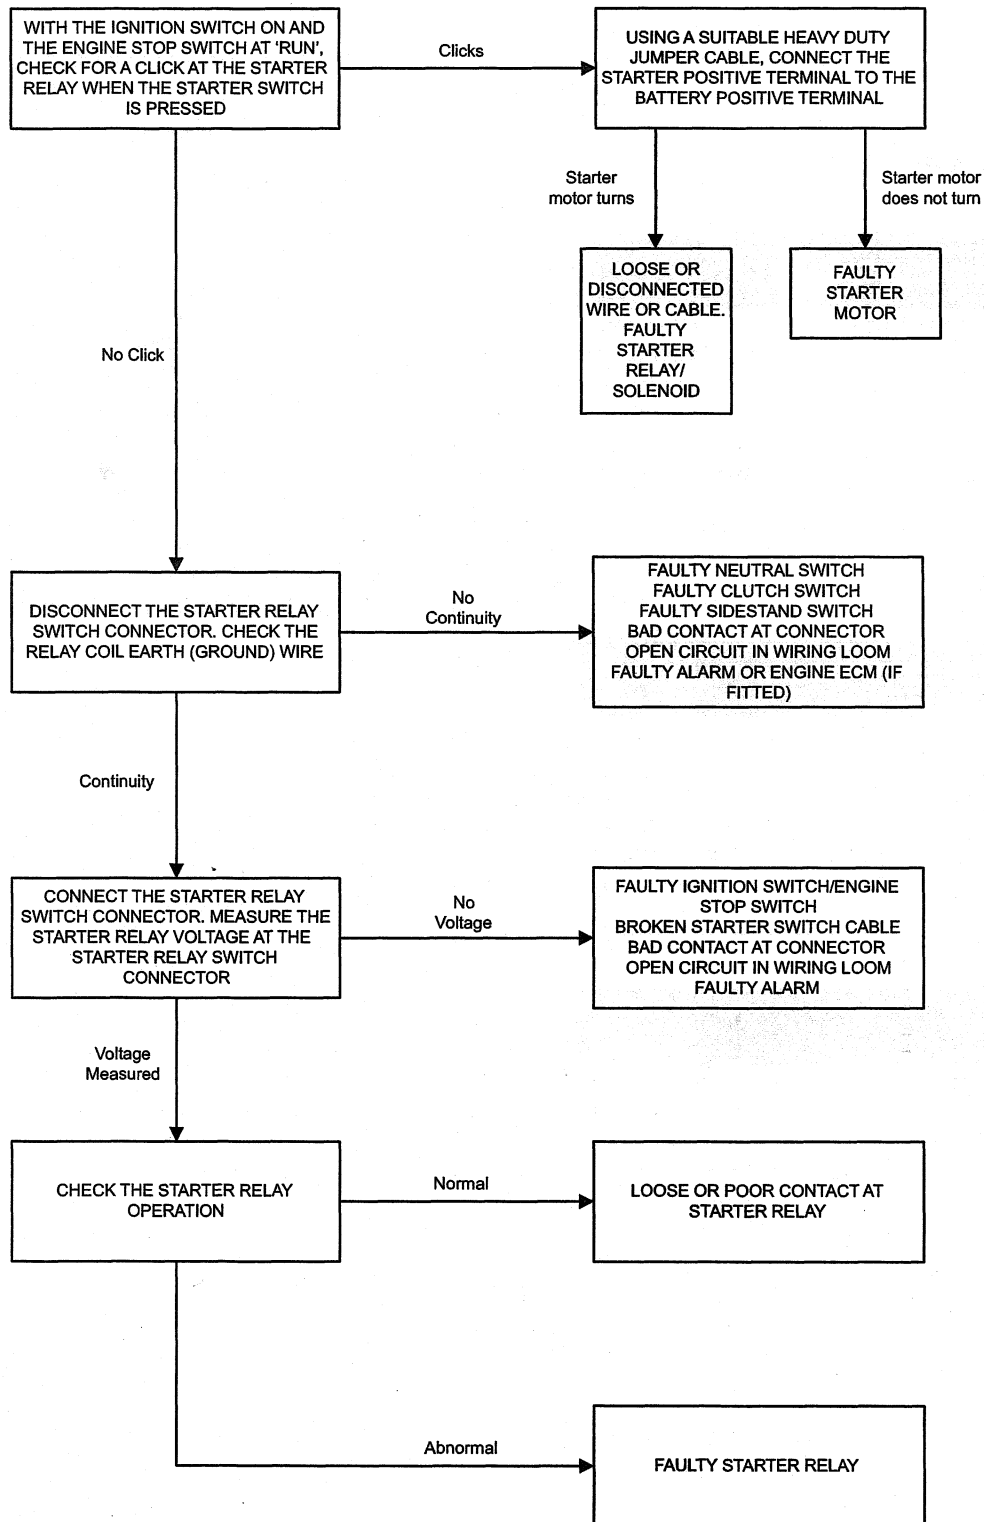 WITH THE IGNITION SWITCH ON AND
THE ENGINE STOP SWITCH AT 'RUN',
CHECK FOR A CLICK AT THE STARTER
RELAY WHEN THE STARTER SWITCH
IS PRESSED
Clicks
USING A SUITABLE HEAVY DUTY
JUMPER CABLE, CONNECT THE
STARTER POSITIVE TERMINAL TO THE
BATTERY POSITIVE TERMINAL
Starter
motor turns
Starter motor
does not turn
LOOSE OR
DISCONNECTED
WIRE OR CABLE.
FAULTY
STARTER
RELAY/
SOLENOID
FAULTY
STARTER
MOTOR
No Click
DISCONNECT THE STARTER RELAY
SWITCH CONNECTOR. CHECK THE
RELAY COIL EARTH (GROUND) WIRE
No
Continuity
FAULTY NEUTRAL SWITCH
FAULTY CLUTCH SWITCH
FAULTY SIDESTAND SWITCH
BAD CONTACT AT CONNECTOR
OPEN CIRCUIT IN WIRING LOOM
FAULTY ALARM OR ENGINE ECM (IF
FITTED)
Continuity
CONNECT THE STARTER RELAY
SWITCH CONNECTOR. MEASURE THE
STARTER RELAY VOLTAGE AT THE
STARTER RELAY SWITCH
CONNECTOR
No
Voltage
FAULTY IGNITION SWITCH/ENGINE
STOP SWITCH
BROKEN STARTER SWITCH CABLE
BAD CONTACT AT CONNECTOR
OPEN CIRCUIT IN WIRING LOOM
FAULTY ALARM
Voltage
Measured
CHECK THE STARTER RELAY
OPERATION
Normal
LOOSE OR POOR CONTACT AT
STARTER RELAY
Abnormal
FAULTY STARTER RELAY